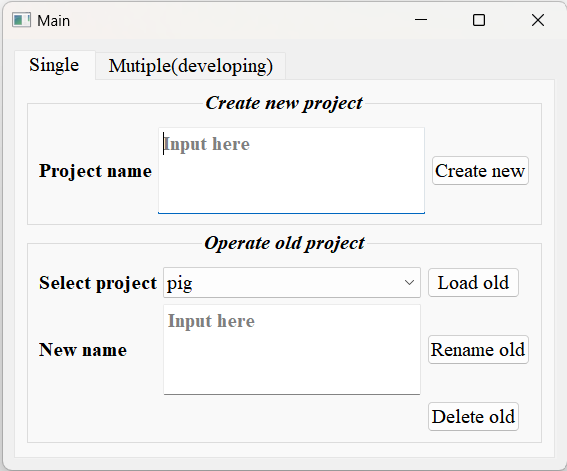 Main
Single Mutiple(developing)
Create new project
Input here
Project name Create new
Operate old project
Select project pig Load old
Input here
New name Rename old
Delete old